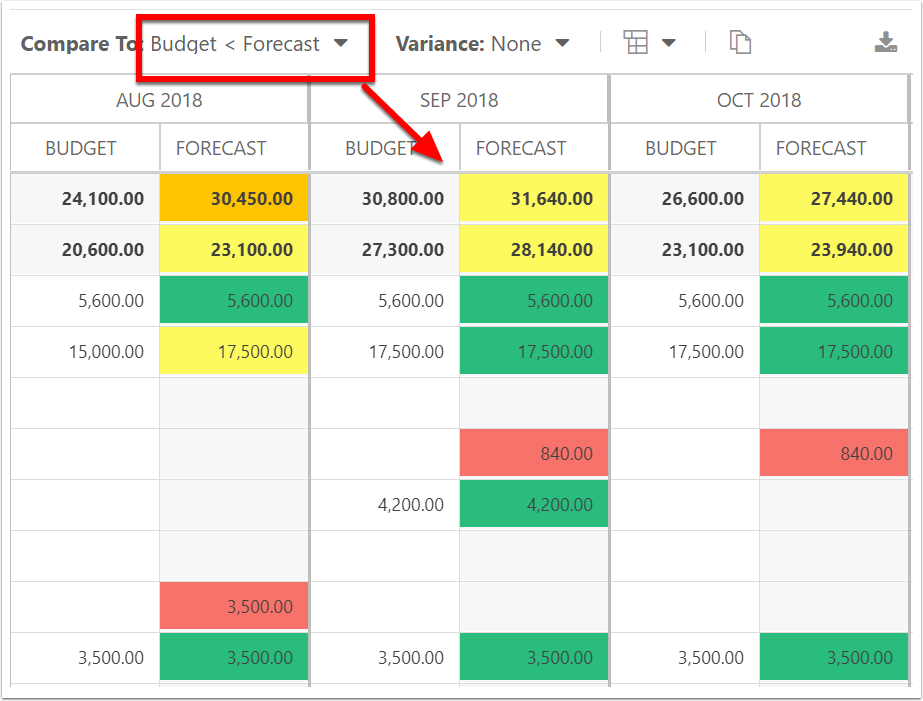 Compare To: Budget < Forecast Variance: None
AUG 2018 SEP 2018 OCT 2018
BUDGET FORECAST BUDGET FORECAST BUDGET FORECAST
24,100.00 30,450.00 30,800.00 31,640.00 26,600.00 27,440.00
20,600.00 23,100.00 27,300.00 28,140.00 23,100.00 23,940.00
5,600.00 5,600.00 5,600.00 5,600.00 5,600.00 5,600.00
15,000.00 17,500.00 17,500.00 17,500.00 17,500.00 17,500.00
840.00 840.00
4,200.00 4,200.00
3,500.00
3,500.00 3,500.00 3,500.00 3,500.00 3,500.00 3,500.00